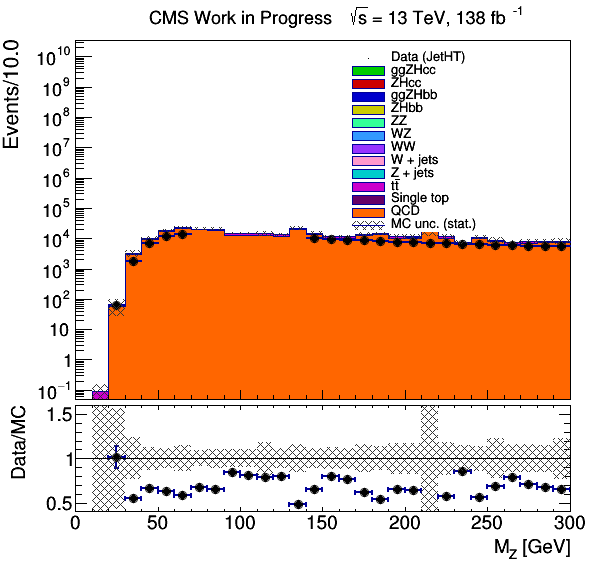 CMS Work in Progress √s = 13 TeV, 138 fb⁻¹
Events/10.0
10¹⁰
10⁹
10⁸
10⁷
10⁶
10⁵
10⁴
10³
10²
10
1
10⁻¹
Data (JetHT)
ggZHcc
ZHcc
ggZHbb
ZHbb
ZZ
WZ
WW
W + jets
Z + jets
tt̄
Single top
QCD
MC unc. (stat.)
Data/MC
1.5
1
0.5
0 50 100 150 200 250 300
M_Z [GeV]